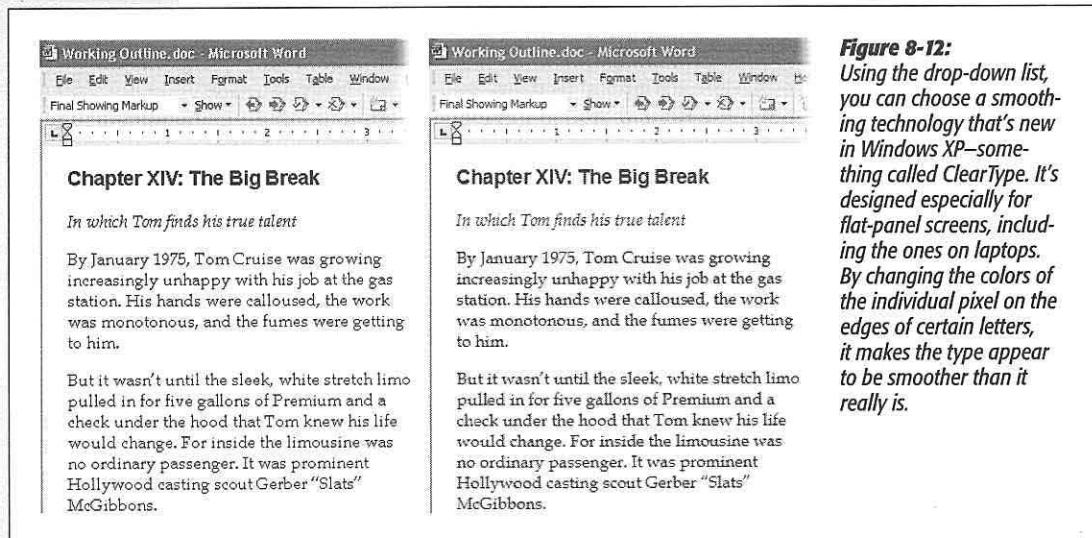 Working Outline.doc - Microsoft Word
File Edit View Insert Format Tools Table Window
Final Showing Markup Show
1 2 3
Chapter XIV: The Big Break
In which Tom finds his true talent
By January 1975, Tom Cruise was growing
increasingly unhappy with his job at the gas
station. His hands were calloused, the work
was monotonous, and the fumes were getting
to him.
But it wasn't until the sleek, white stretch limo
pulled in for five gallons of Premium and a
check under the hood that Tom knew his life
would change. For inside the limousine was
no ordinary passenger. It was prominent
Hollywood casting scout Gerber "Slats"
McGibbons.
Working Outline.doc - Microsoft Word
File Edit View Insert Format Tools Table Window
Final Showing Markup Show
1 2 3
Chapter XIV: The Big Break
In which Tom finds his true talent
By January 1975, Tom Cruise was growing
increasingly unhappy with his job at the gas
station. His hands were calloused, the work
was monotonous, and the fumes were getting
to him.
But it wasn't until the sleek, white stretch limo
pulled in for five gallons of Premium and a
check under the hood that Tom knew his life
would change. For inside the limousine was
no ordinary passenger. It was prominent
Hollywood casting scout Gerber "Slats"
McGibbons.
Figure 8-12:
Using the drop-down list,
you can choose a smooth-
ing technology that's new
in Windows XP—some-
thing called ClearType. It's
designed especially for
flat-panel screens, includ-
ing the ones on laptops.
By changing the colors of
the individual pixel on the
edges of certain letters,
it makes the type appear
to be smoother than it
really is.